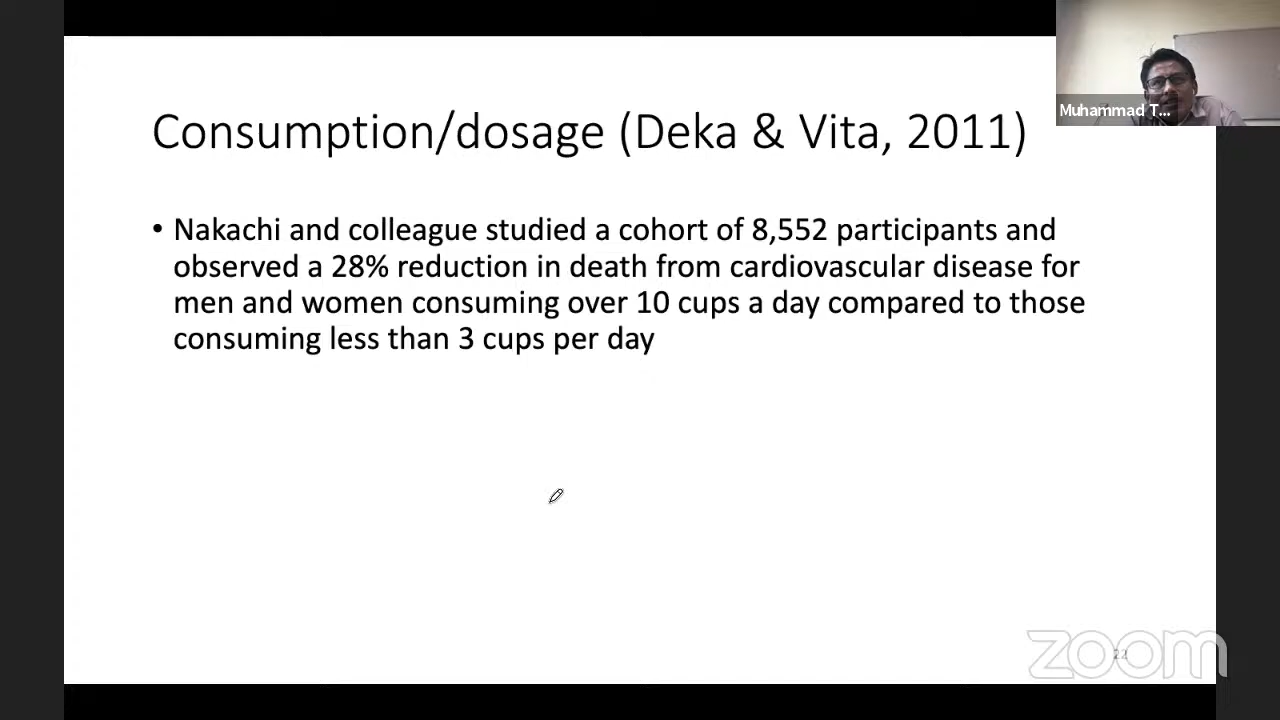 Muhammad T...
Consumption/dosage (Deka & Vita, 2011)
• Nakachi and colleague studied a cohort of 8,552 participants and
observed a 28% reduction in death from cardiovascular disease for
men and women consuming over 10 cups a day compared to those
consuming less than 3 cups per day
22
zoom